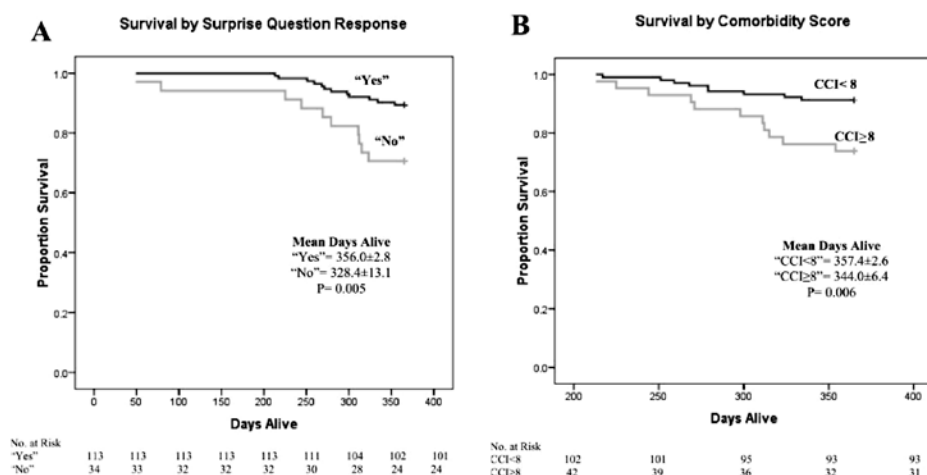 A
Survival by Surprise Question Response
Proportion Survival
1.0
0.8
0.6
0.4
0.2
0.0
"Yes"
"No"
Mean Days Alive
"Yes"= 356.0±2.8
"No"= 328.4±13.1
P= 0.005
0 50 100 150 200 250 300 350 400
Days Alive
No. at Risk
"Yes" 113 113 113 113 113 111 104 102 101
"No" 34 33 32 32 32 30 28 24 24
B
Survival by Comorbidity Score
Proportion Survival
1.0
0.8
0.6
0.4
0.2
0.0
CCI< 8
CCI≥8
Mean Days Alive
"CCI<8"= 357.4±2.6
"CCI≥8"= 344.0±6.4
P= 0.006
200 250 300 350 400
Days Alive
No. at Risk
CCI<8 102 101 95 93 93
CCI≥8 42 39 36 32 31